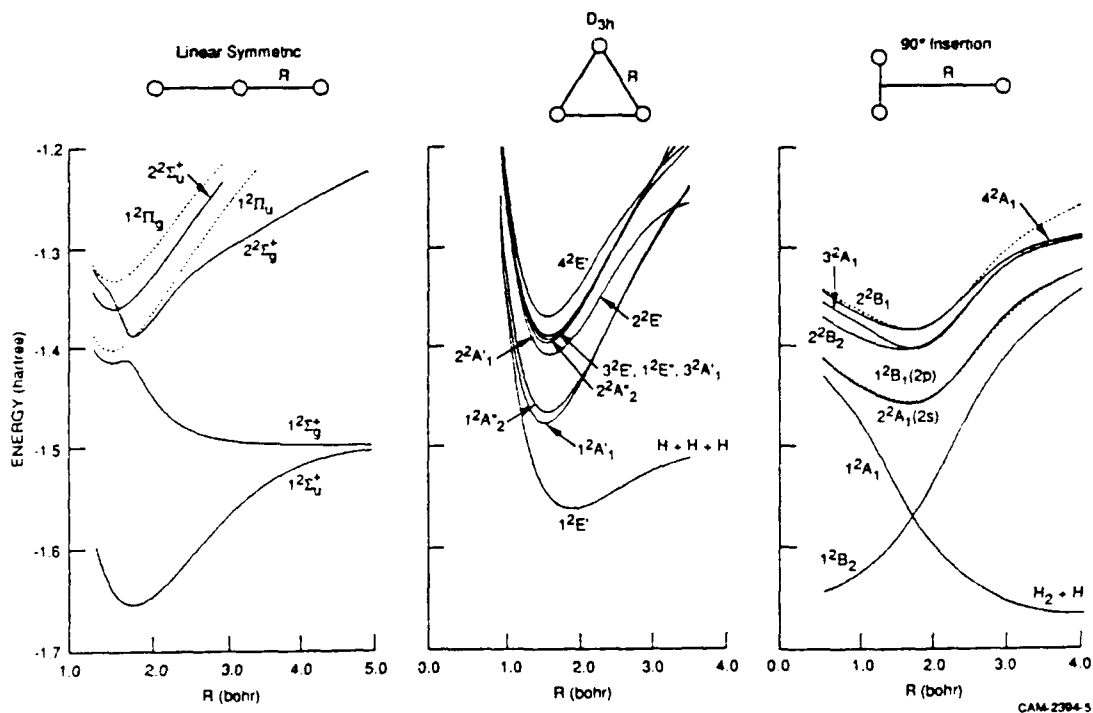 Linear Symmetric
R
D3h
R
90° Insertion
R
ENERGY (hartree)
-1.2
-1.3
-1.4
-1.5
-1.6
-1.7
2²Σu⁺
1²Πg
1²Πu
2²Σg⁺
1²Σg⁺
1²Σu⁺
1.0 2.0 3.0 4.0 5.0
R (bohr)
4²E'
2²E'
2²A'1
3²E', 1²E", 3²A'1
2²A"2
1²A"2
1²A'1
H + H + H
1²E'
0.0 1.0 2.0 3.0 4.0
R (bohr)
4²A1
3²A1
2²B1
2²B2
1²B1(2p)
2²A1(2s)
1²A1
1²B2
H2 + H
0.0 1.0 2.0 3.0 4.0
R (bohr)
CAM-2394-5